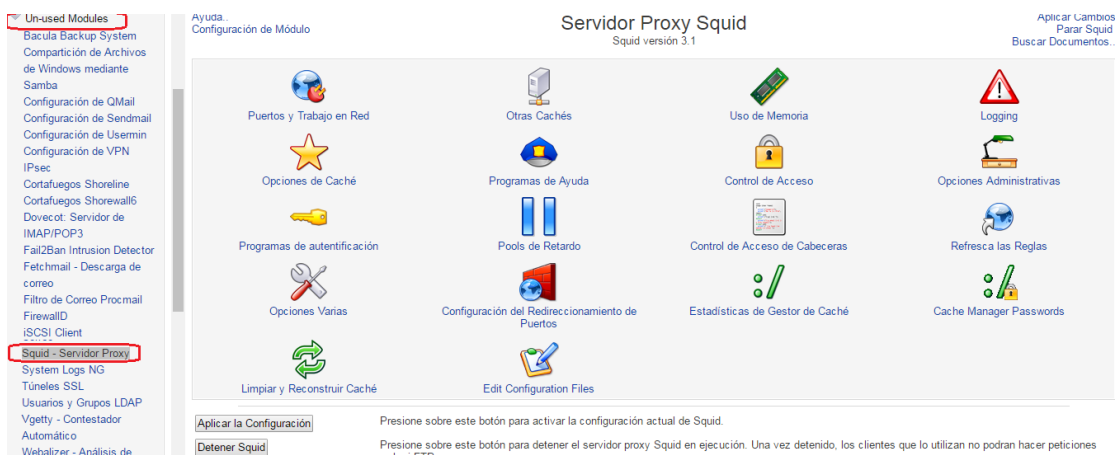 Un-used Modules
Bacula Backup System
Compartición de Archivos
de Windows mediante
Samba
Configuración de QMail
Configuración de Sendmail
Configuración de Usermin
Configuración de VPN
IPsec
Cortafuegos Shoreline
Cortafuegos Shorewall6
Dovecot: Servidor de
IMAP/POP3
Fail2Ban Intrusion Detector
Fetchmail - Descarga de
correo
Filtro de Correo Procmail
FirewallD
iSCSI Client
Squid - Servidor Proxy
System Logs NG
Túneles SSL
Usuarios y Grupos LDAP
Vgetty - Contestador
Automático
Webalizer - Análisis de
Ayuda..
Configuración de Módulo
Servidor Proxy Squid
Squid versión 3.1
Aplicar Cambios
Parar Squid
Buscar Documentos..
Puertos y Trabajo en Red
Otras Cachés
Uso de Memoria
Logging
Opciones de Caché
Programas de Ayuda
Control de Acceso
Opciones Administrativas
Programas de autentificación
Pools de Retardo
Control de Acceso de Cabeceras
Refresca las Reglas
Opciones Varias
Configuración del Redireccionamiento de
Puertos
Estadísticas de Gestor de Caché
Cache Manager Passwords
Limpiar y Reconstruir Caché
Edit Configuration Files
Aplicar la Configuración
Presione sobre este botón para activar la configuración actual de Squid.
Detener Squid
Presione sobre este botón para detener el servidor proxy Squid en ejecución. Una vez detenido, los clientes que lo utilizan no podran hacer peticiones